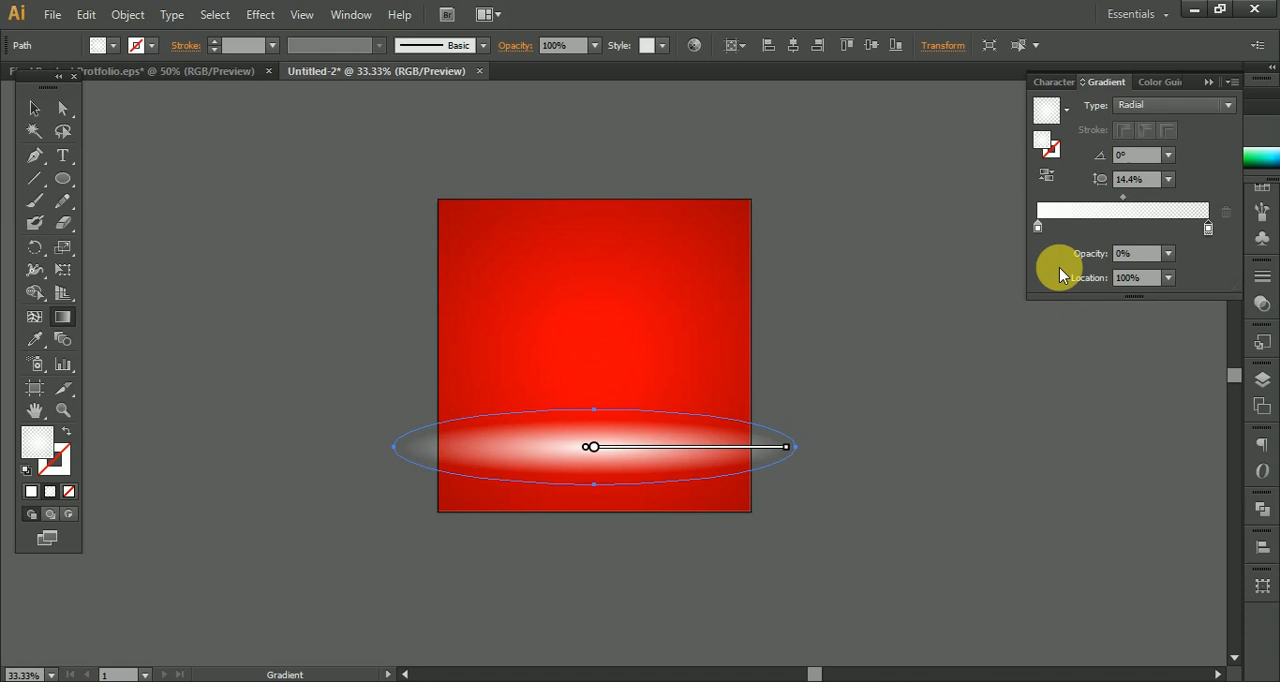 Ai File Edit Object Type Select Effect View Window Help Br Essentials
Path Stroke: Basic Opacity: 100% Style: Transform
Protfolio.eps* @ 50% (RGB/Preview) × Untitled-2* @ 33.33% (RGB/Preview) ×
Character Gradient Color Gui
Type: Radial
Stroke:
0°
14.4%
Opacity: 0%
Location: 100%
T
33.33% 1 Gradient